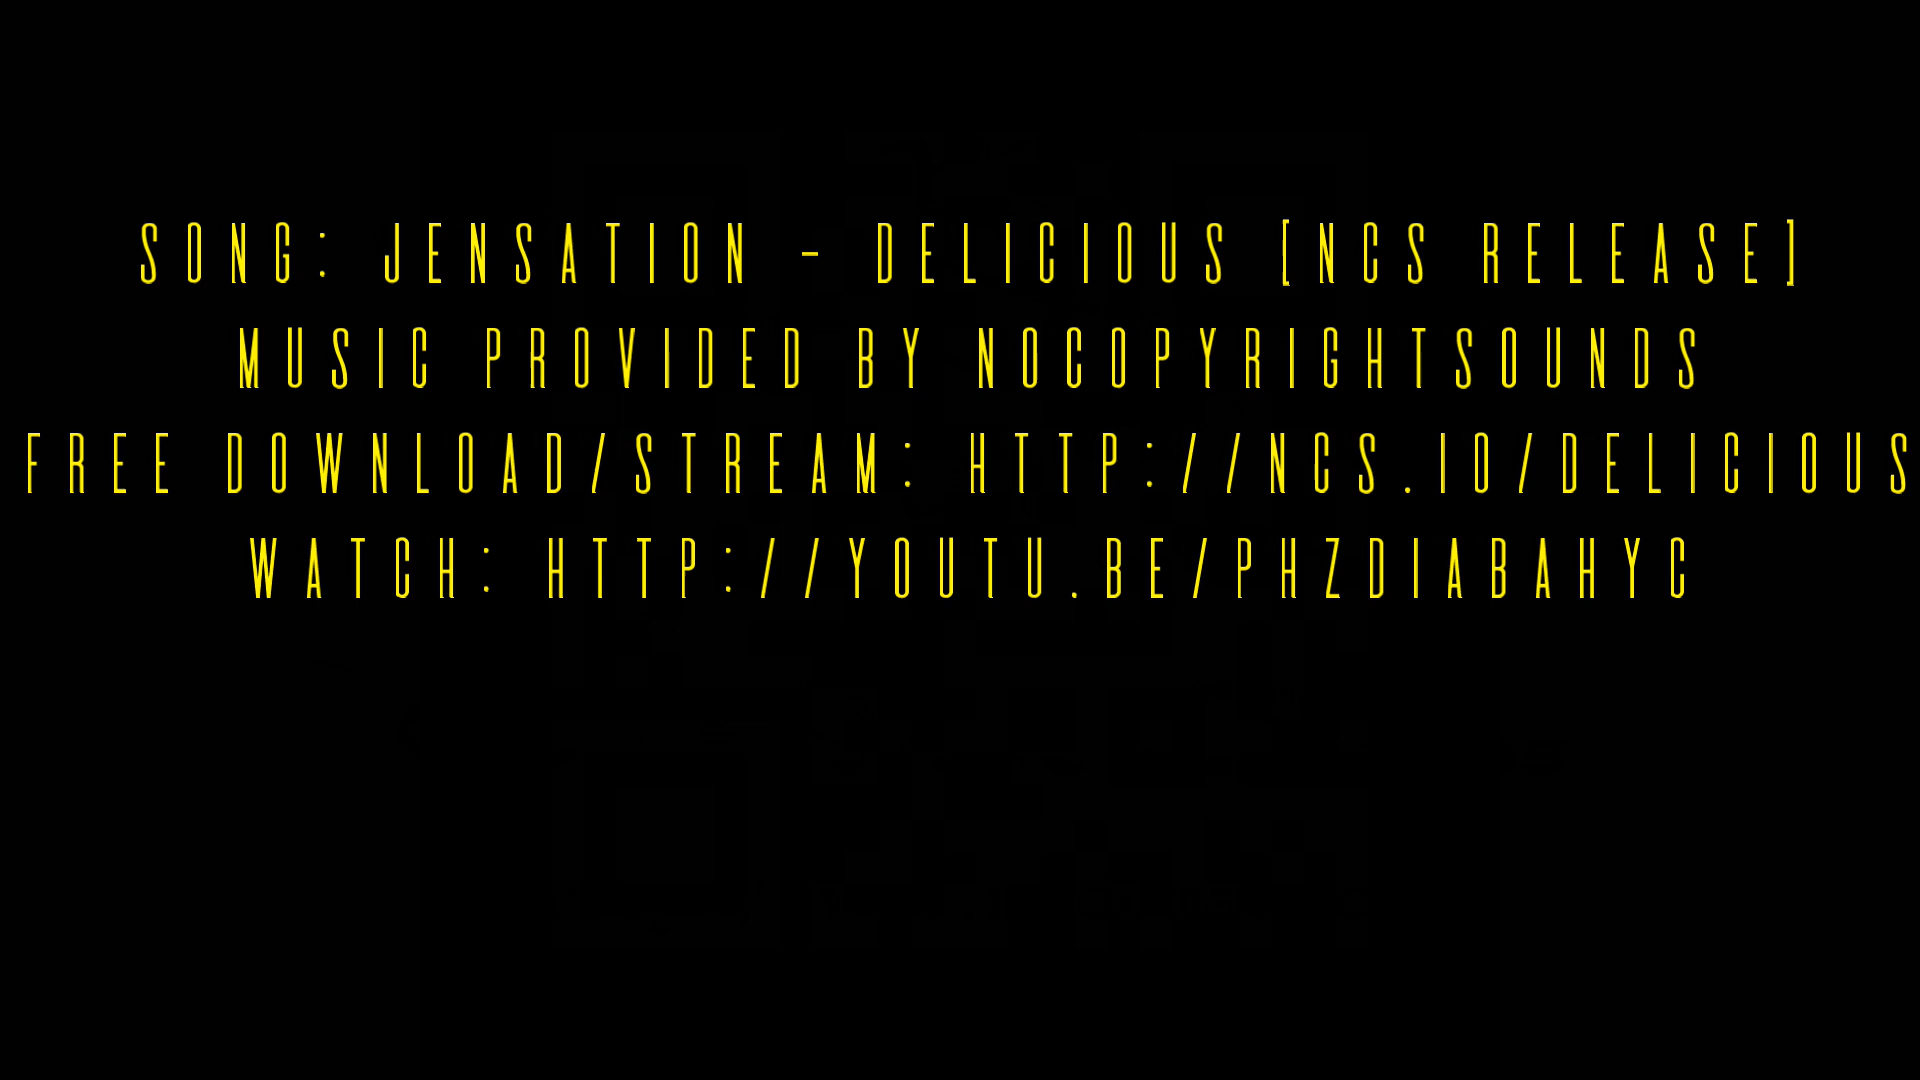 SONG: JENSATION - DELICIOUS [NCS RELEASE]
MUSIC PROVIDED BY NOCOPYRIGHTSOUNDS
FREE DOWNLOAD/STREAM: HTTP://NCS.IO/DELICIOUS
WATCH: HTTP://YOUTU.BE/PHZDIABAHYC